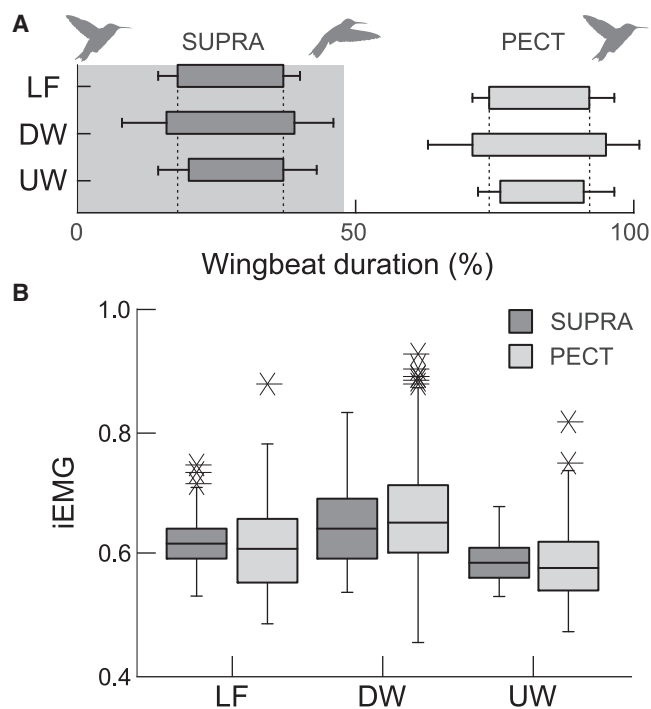 A
SUPRA
PECT
LF
DW
UW
0
50
100
Wingbeat duration (%)
B
1.0
SUPRA
PECT
0.8
iEMG
0.6
0.4
LF
DW
UW